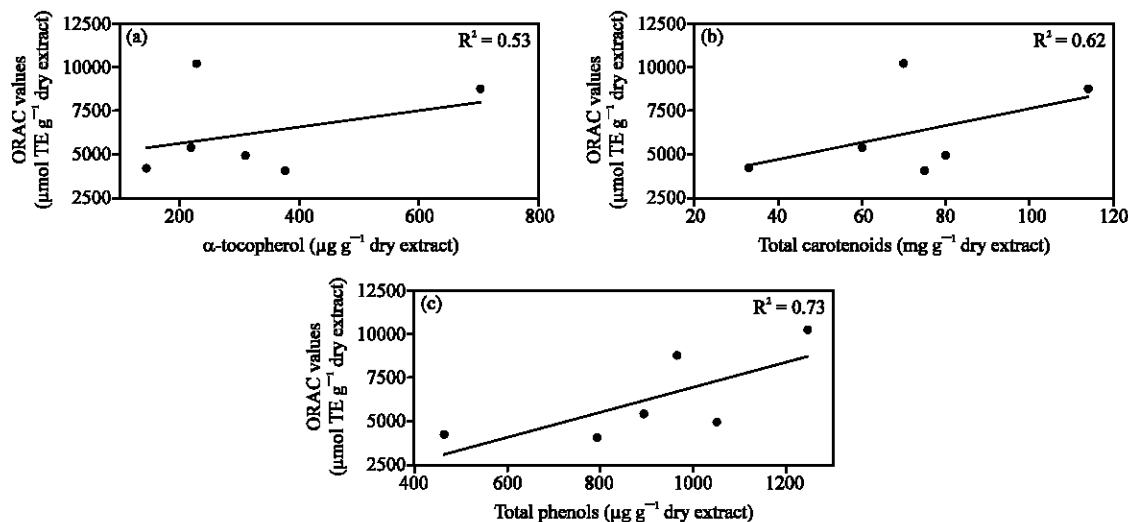 (a)
R² = 0.53
ORAC values
(µmol TE g⁻¹ dry extract)
12500
10000
7500
5000
2500
200 400 600 800
α-tocopherol (µg g⁻¹ dry extract)
(b)
R² = 0.62
ORAC values
(µmol TE g⁻¹ dry extract)
12500
10000
7500
5000
2500
20 40 60 80 100 120
Total carotenoids (mg g⁻¹ dry extract)
(c)
R² = 0.73
ORAC values
(µmol TE g⁻¹ dry extract)
12500
10000
7500
5000
2500
400 600 800 1000 1200
Total phenols (µg g⁻¹ dry extract)